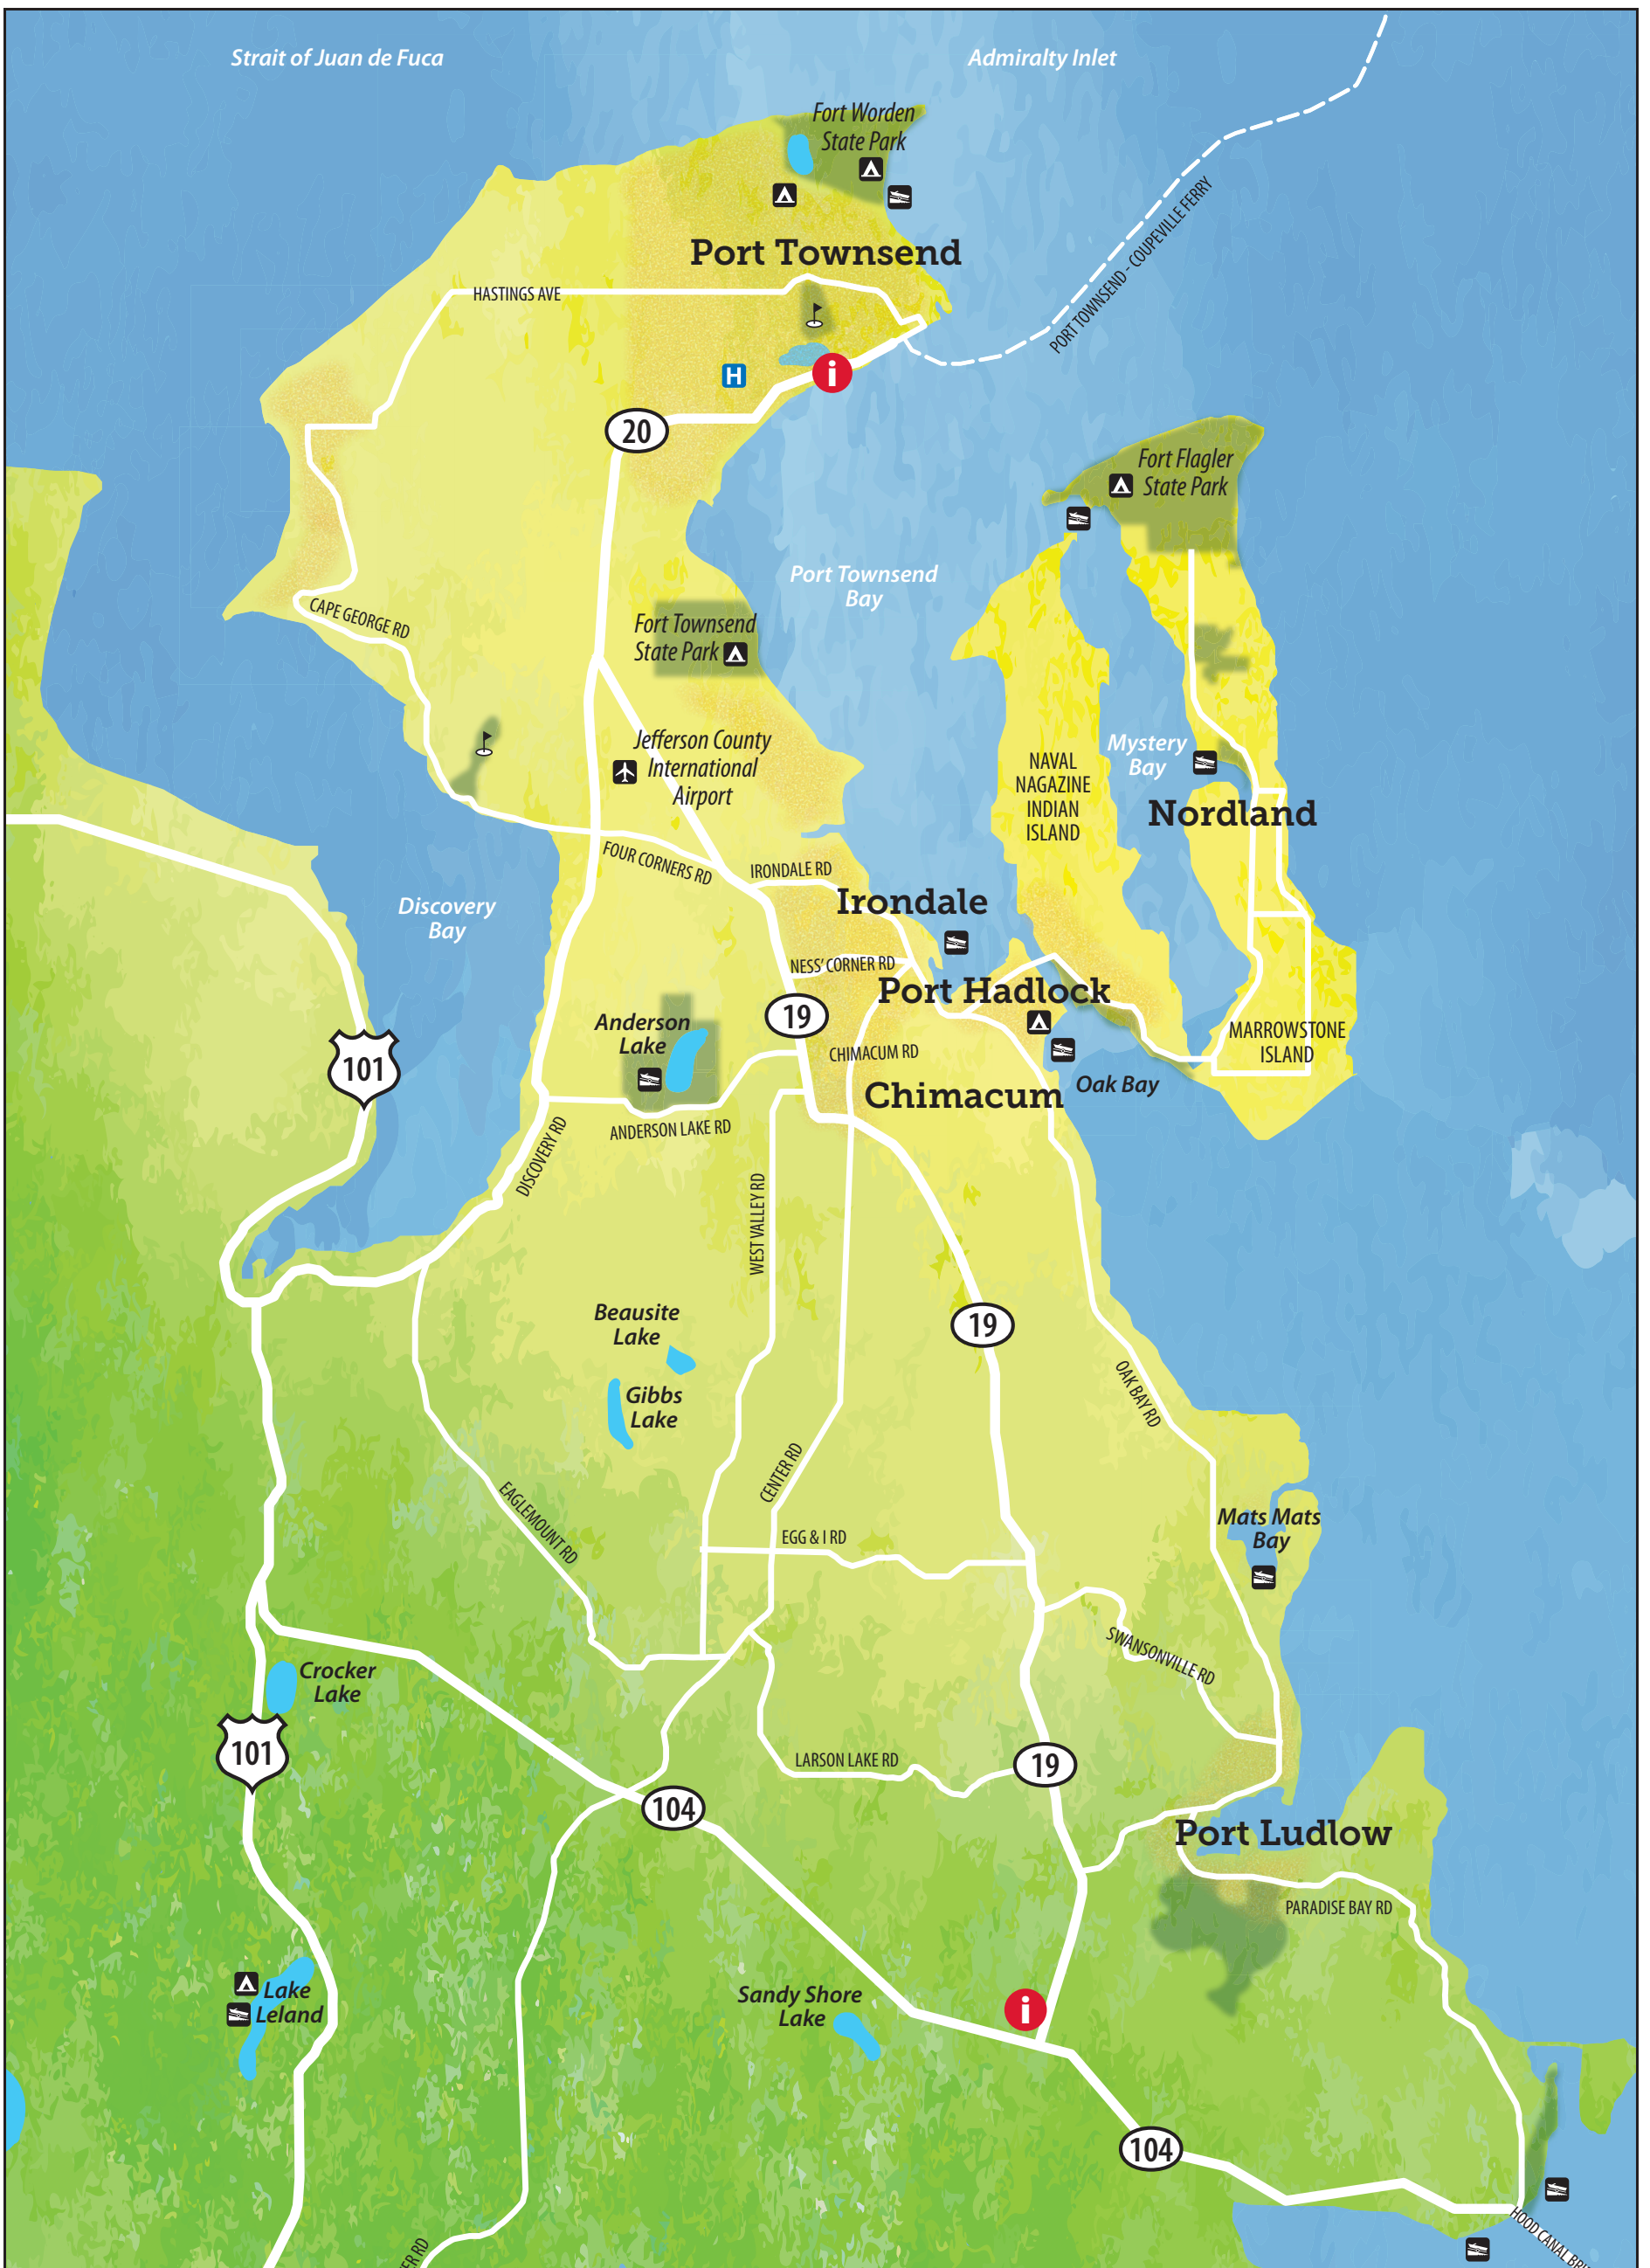 Strait of Juan de Fuca
Admiralty Inlet
Fort Worden
State Park
Port Townsend
PORT TOWNSEND - COUPEVILLE FERRY
HASTINGS AVE
i
H
20
Fort Flagler
State Park
Port Townsend
Bay
CAPE GEORGE RD
Fort Townsend
State Park
Jefferson County
International
Airport
NAVAL
NAGAZINE
INDIAN
ISLAND
Mystery
Bay
Nordland
FOUR CORNERS RD
IRONDALE RD
Irondale
Discovery
Bay
NESS' CORNER RD
Port Hadlock
19
Anderson
Lake
101
CHIMACUM RD
MARROWSTONE
ISLAND
Chimacum
Oak Bay
ANDERSON LAKE RD
DISCOVERY RD
WEST VALLEY RD
Beausite
Lake
19
Gibbs
Lake
OAK BAY RD
CENTER RD
EAGLEMOUNT RD
EGG & I RD
Mats Mats
Bay
SWANSONVILLE RD
Crocker
Lake
101
LARSON LAKE RD
19
104
Port Ludlow
PARADISE BAY RD
Lake
Leland
Sandy Shore
Lake
i
104
HOOD CANAL BRI
ER RD